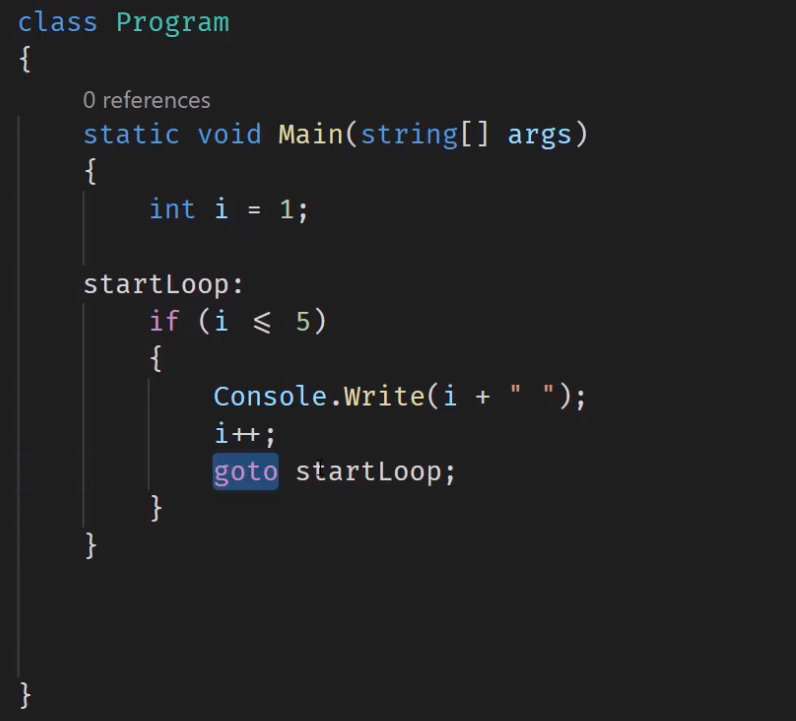 class Program
{
0 references
static void Main(string[] args)
{
int i = 1;
startLoop:
if (i <= 5)
{
Console.Write(i + " ");
i++;
goto startLoop;
}
}
}